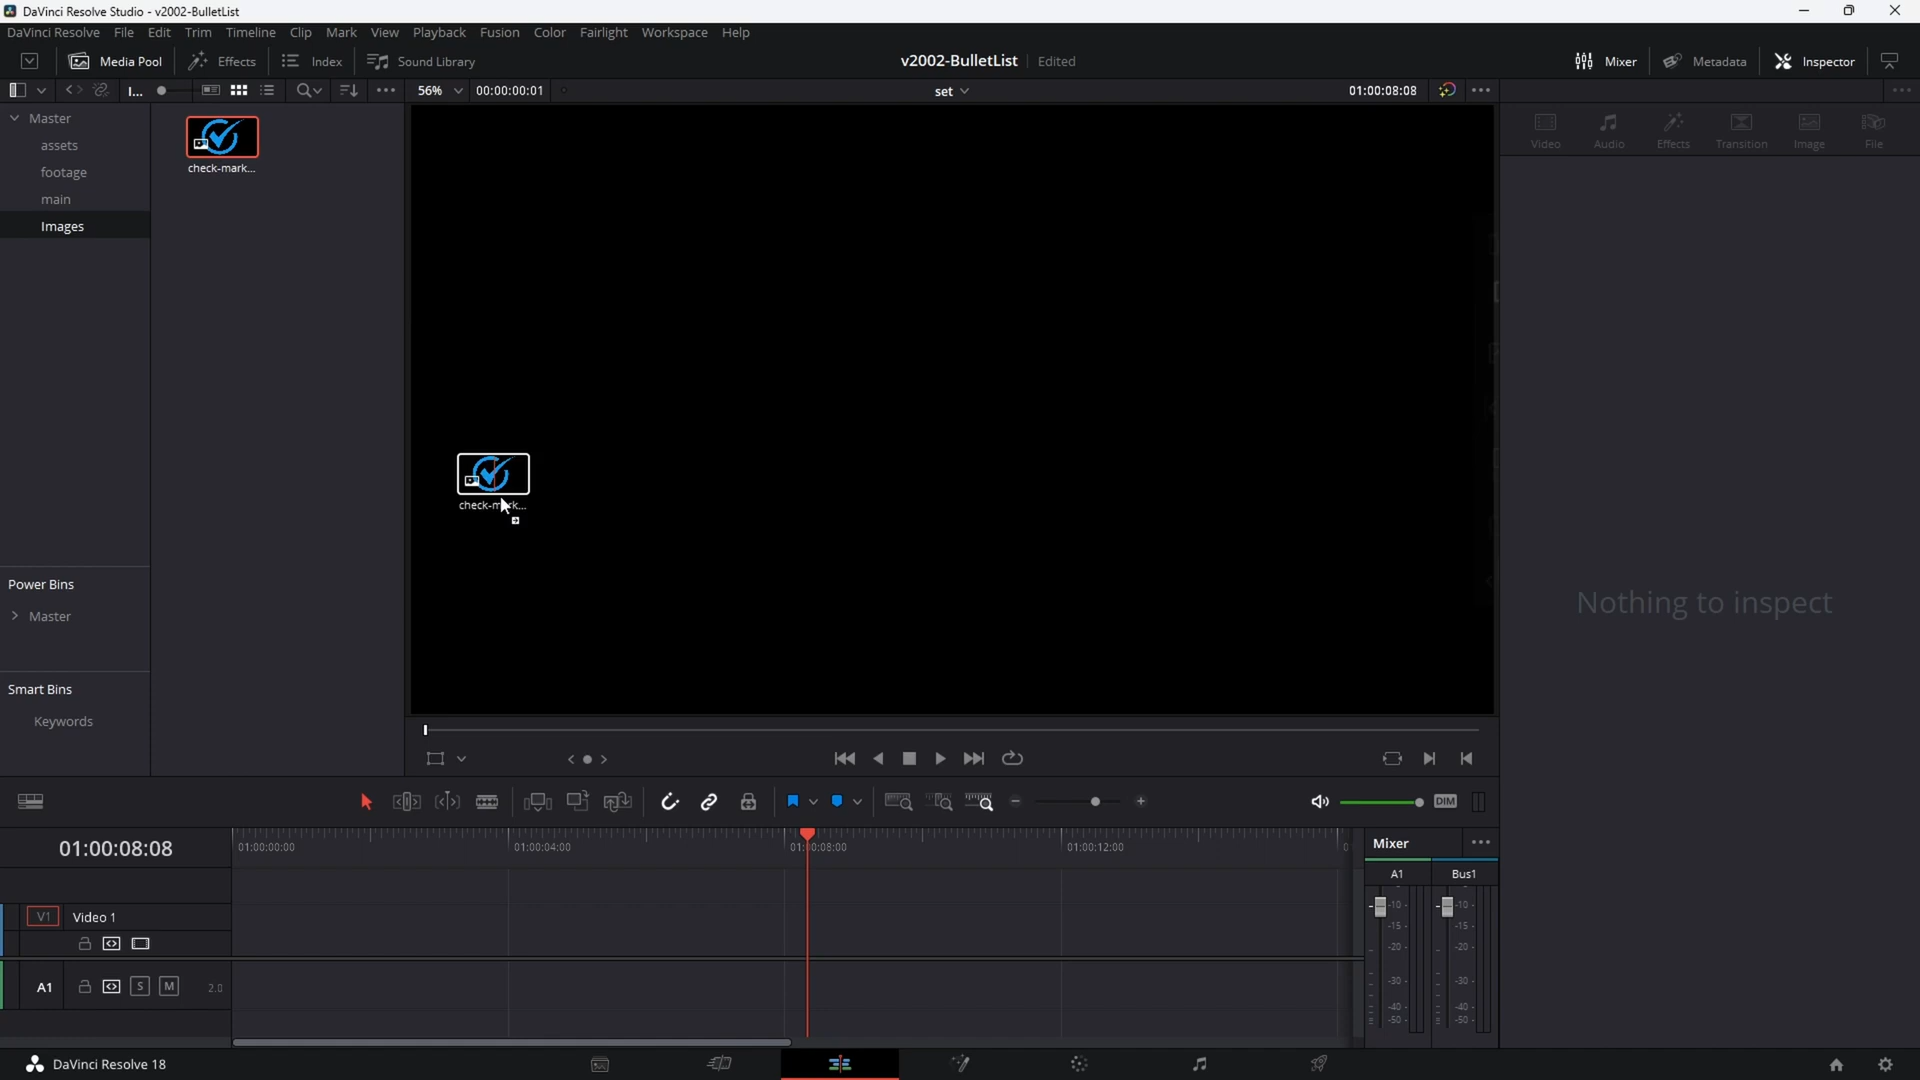 DaVinci Resolve Studio - v2002-BulletList
DaVinci Resolve File Edit Trim Timeline Clip Mark View Playback Fusion Color Fairlight Workspace Help
Media Pool Effects Index Sound Library v2002-BulletList Edited Mixer Metadata Inspector
I... 56% 00:00:00:01 set 01:00:08:08
Master
assets
footage
main
Images
check-mark...
Video Audio Effects Transition Image File
check-mark...
Nothing to inspect
Power Bins
Master
Smart Bins
Keywords
DIM
01:00:08:08
01:00:00:00 01:00:04:00 01:00:08:00 01:00:12:00
Mixer
A1 Bus1
V1 Video 1
A1 S M 2.0
-10 -10
-15 -15
-20 -20
-30 -30
-40 -40
-50 -50
DaVinci Resolve 18